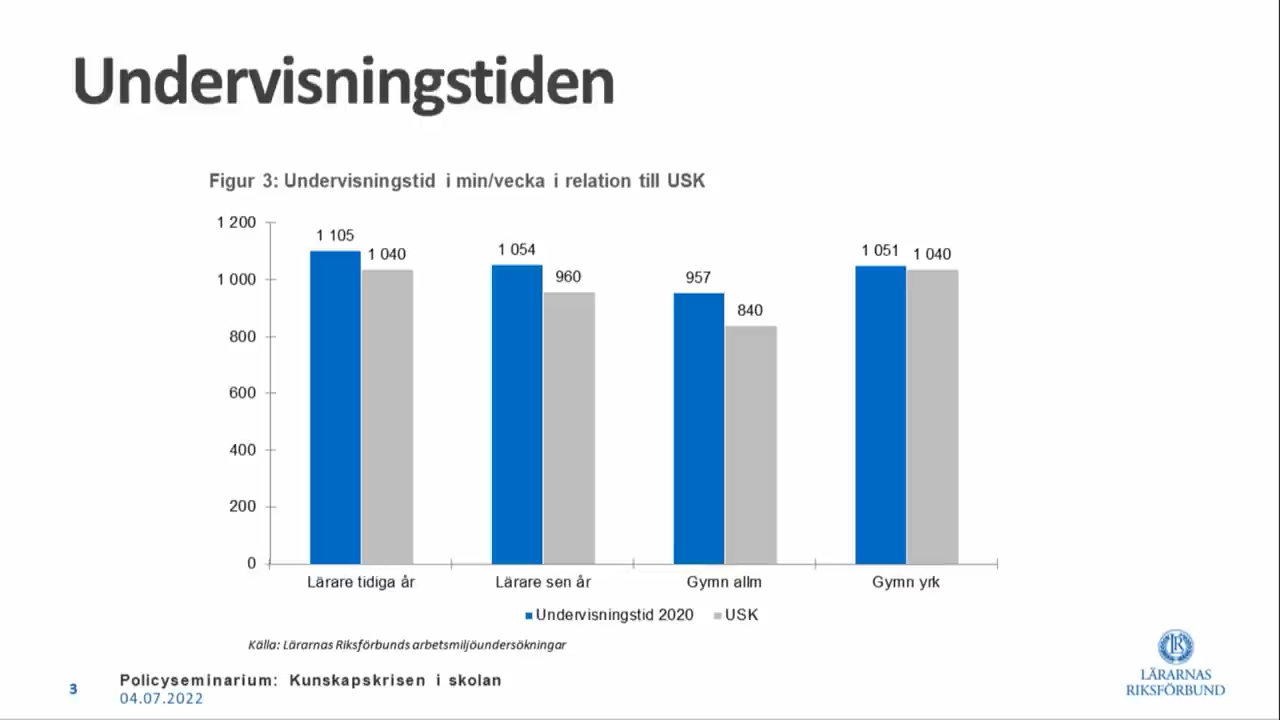 Undervisningstiden
Figur 3: Undervisningstid i min/vecka i relation till USK
1 200
1 000
800
600
400
200
0
1 105
1 040
1 054
960
957
840
1 051
1 040
Lärare tidiga år
Lärare sen år
Gymn allm
Gymn yrk
Undervisningstid 2020
USK
Källa: Lärarnas Riksförbunds arbetsmiljöundersökningar
3
Policyseminarium: Kunskapskrisen i skolan
04.07.2022
LR
LÄRARNAS
RIKSFÖRBUND